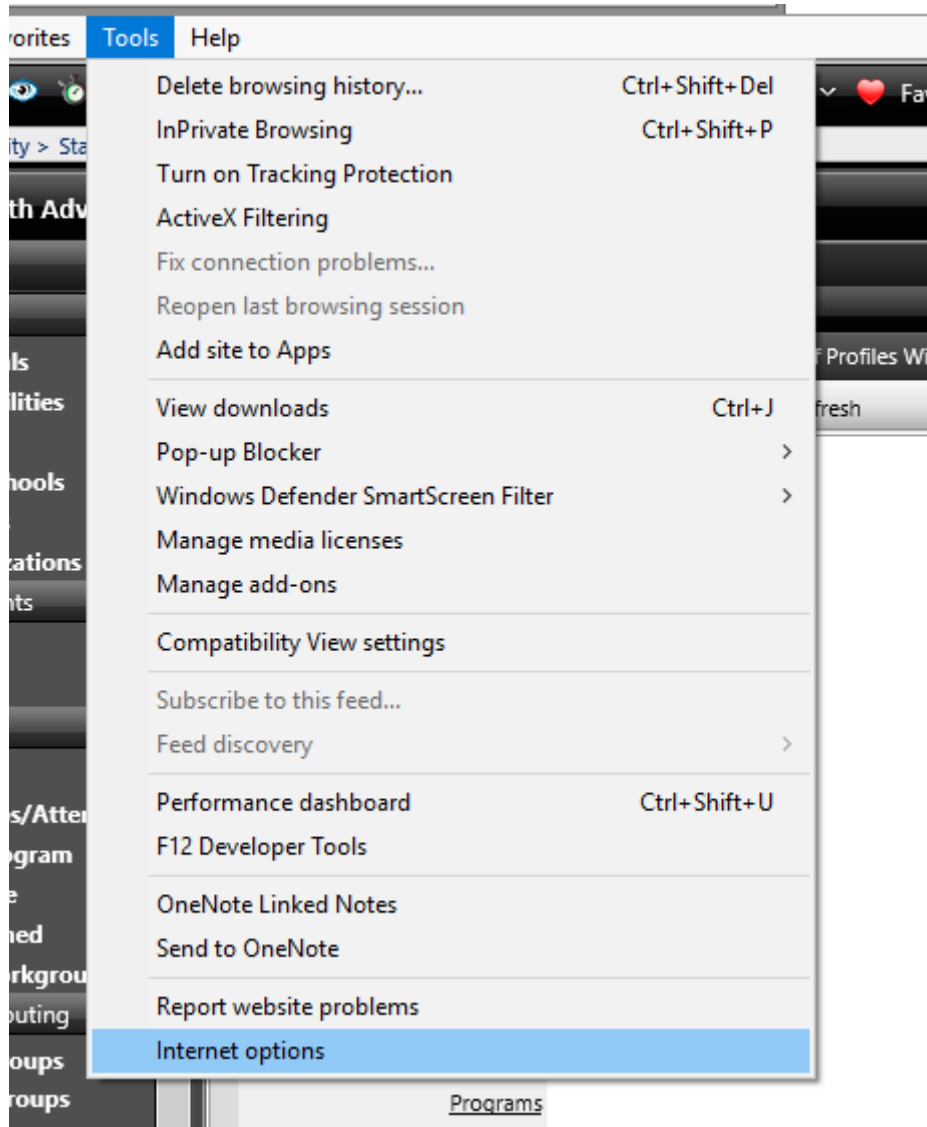 Tools Help
Delete browsing history... Ctrl+Shift+Del
InPrivate Browsing Ctrl+Shift+P
Turn on Tracking Protection
ActiveX Filtering
Fix connection problems...
Reopen last browsing session
Add site to Apps
View downloads Ctrl+J
Pop-up Blocker
Windows Defender SmartScreen Filter
Manage media licenses
Manage add-ons
Compatibility View settings
Subscribe to this feed...
Feed discovery
Performance dashboard Ctrl+Shift+U
F12 Developer Tools
OneNote Linked Notes
Send to OneNote
Report website problems
Internet options
Programs